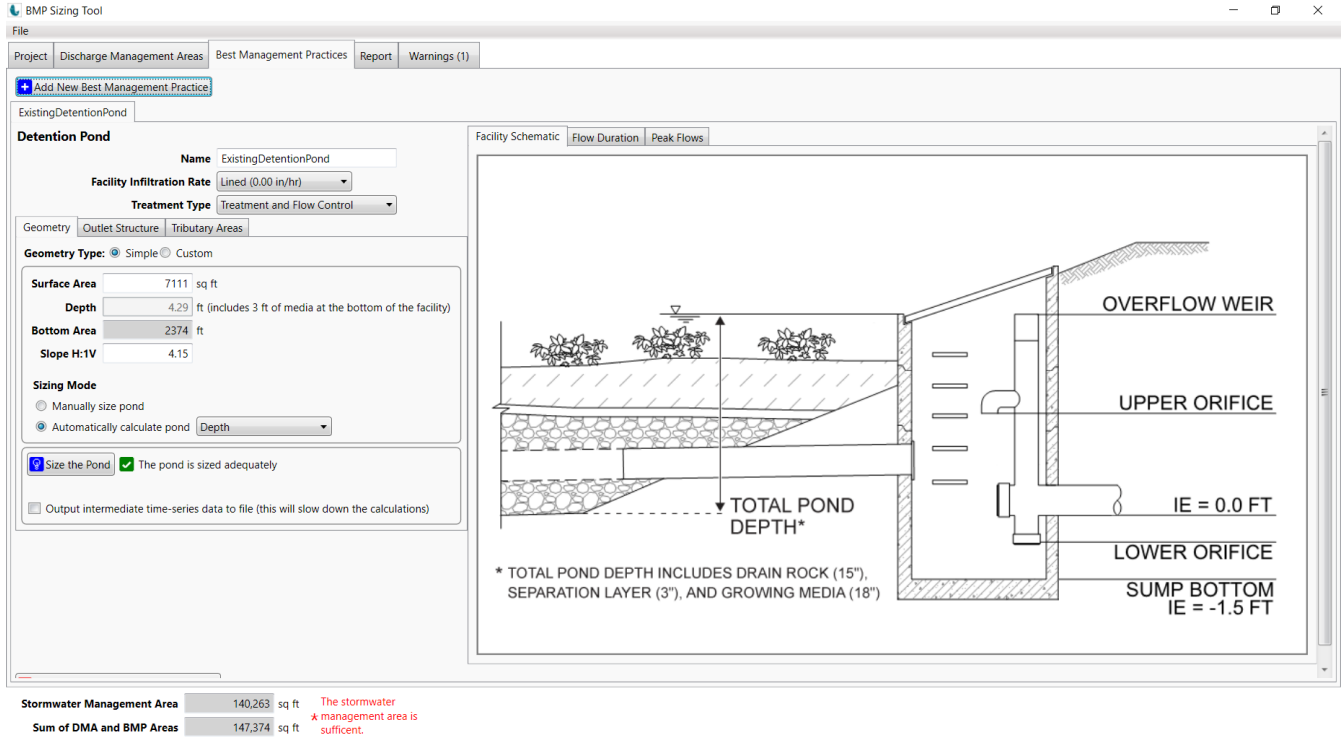 BMP Sizing Tool
File
Project Discharge Management Areas Best Management Practices Report Warnings (1)
Add New Best Management Practice
ExistingDetentionPond
Detention Pond
Name ExistingDetentionPond
Facility Infiltration Rate Lined (0.00 in/hr)
Treatment Type Treatment and Flow Control
Geometry Outlet Structure Tributary Areas
Geometry Type: Simple Custom
Surface Area 7111 sq ft
Depth 4.29 ft (includes 3 ft of media at the bottom of the facility)
Bottom Area 2374 ft
Slope H:1V 4.15
Sizing Mode
Manually size pond
Automatically calculate pond Depth
Size the Pond The pond is sized adequately
Output intermediate time-series data to file (this will slow down the calculations)
Facility Schematic Flow Duration Peak Flows
OVERFLOW WEIR
UPPER ORIFICE
TOTAL POND
DEPTH*
IE = 0.0 FT
LOWER ORIFICE
SUMP BOTTOM
IE = -1.5 FT
* TOTAL POND DEPTH INCLUDES DRAIN ROCK (15"),
SEPARATION LAYER (3"), AND GROWING MEDIA (18")
Stormwater Management Area 140,263 sq ft
Sum of DMA and BMP Areas 147,374 sq ft
The stormwater
* management area is
sufficent.